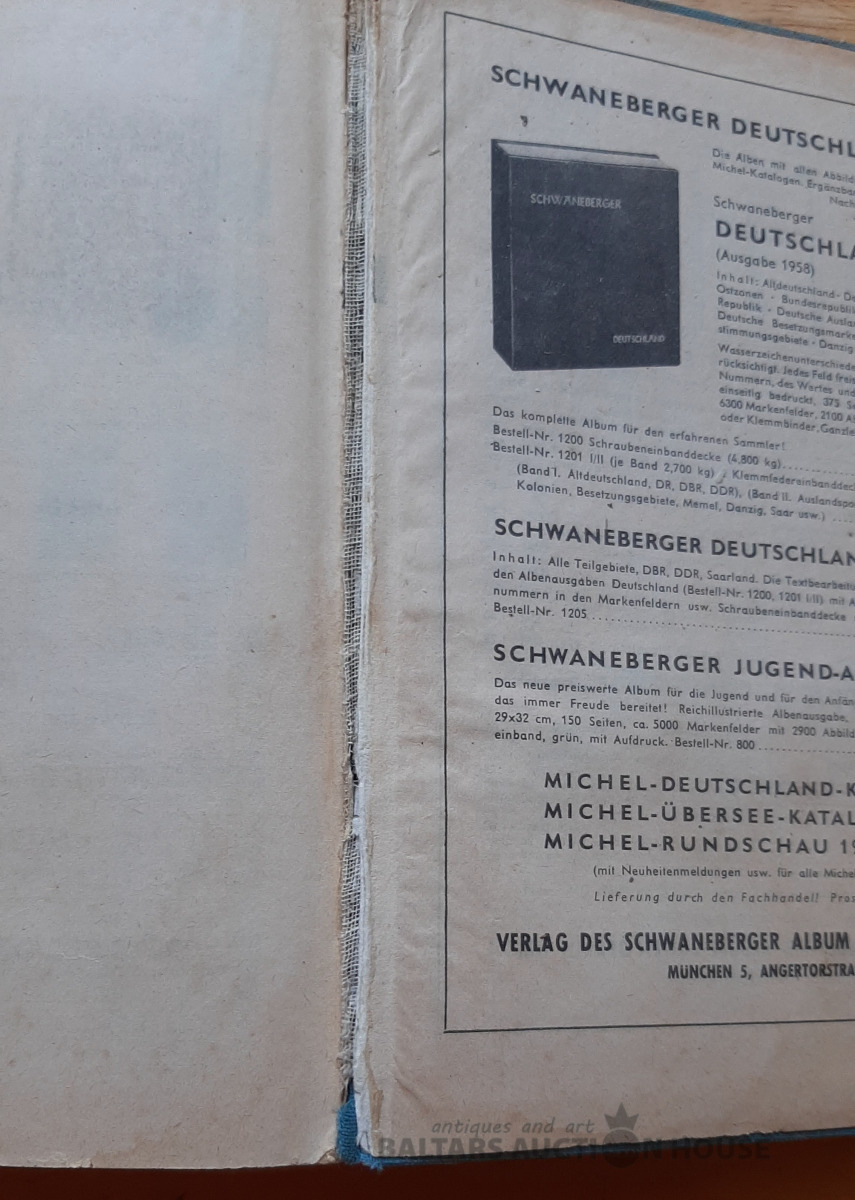 SCHWANEBERGER DEUTSCHL
SCHWANEBERGER
DEUTSCHLAND
Die Alben mit allen Abbild
Michel-Katalogen. Ergänzba
Nach
Schwaneberger
DEUTSCHLA
(Ausgabe 1958)
Inhalt: Altdeutschland - De
Ostzonen - Bundesrepublik
Republik - Deutsche Auslan
Deutsche Besetzungsmarke
stimmungsgebiete - Danzig
Wasserzeichenunterschiede
rücksichtigt. Jedes Feld freis
Nummern, des Wertes und
einseitig bedruckt, 375 Se
6300 Markenfelder, 2100 Ab
oder Klemmbinder, Ganzle
Das komplette Album für den erfahrenen Sammler!
Bestell-Nr. 1200 Schraubeneinbanddecke (4,800 kg)
Bestell-Nr. 1201 I/II (je Band 2,700 kg) Klemmfedereinbanddec
(Band I. Altdeutschland, DR, DBR, DDR), (Band II. Auslandspo
Kolonien, Besetzungsgebiete, Memel, Danzig, Saar usw.)
SCHWANEBERGER DEUTSCHLAN
Inhalt: Alle Teilgebiete, DBR, DDR, Saarland. Die Textbearbeitu
den Albenausgaben Deutschland (Bestell-Nr. 1200, 1201 I/II) mit A
nummern in den Markenfeldern usw. Schraubeneinbanddecke
Bestell-Nr. 1205
SCHWANEBERGER JUGEND-A
Das neue preiswerte Album für die Jugend und für den Anfän
das immer Freude bereitet! Reichillustrierte Albenausgabe,
29x32 cm, 150 Seiten, ca. 5000 Markenfelder mit 2900 Abbild
einband, grün, mit Aufdruck. Bestell-Nr. 800
MICHEL-DEUTSCHLAND-K
MICHEL-ÜBERSEE-KATAL
MICHEL-RUNDSCHAU 19
(mit Neuheitenmeldungen usw. für alle Miche
Lieferung durch den Fachhandel! Pros
VERLAG DES SCHWANEBERGER ALBUM
MÜNCHEN 5, ANGERTORSTRA
antiques and art
BALTARS AUCTION HOUSE